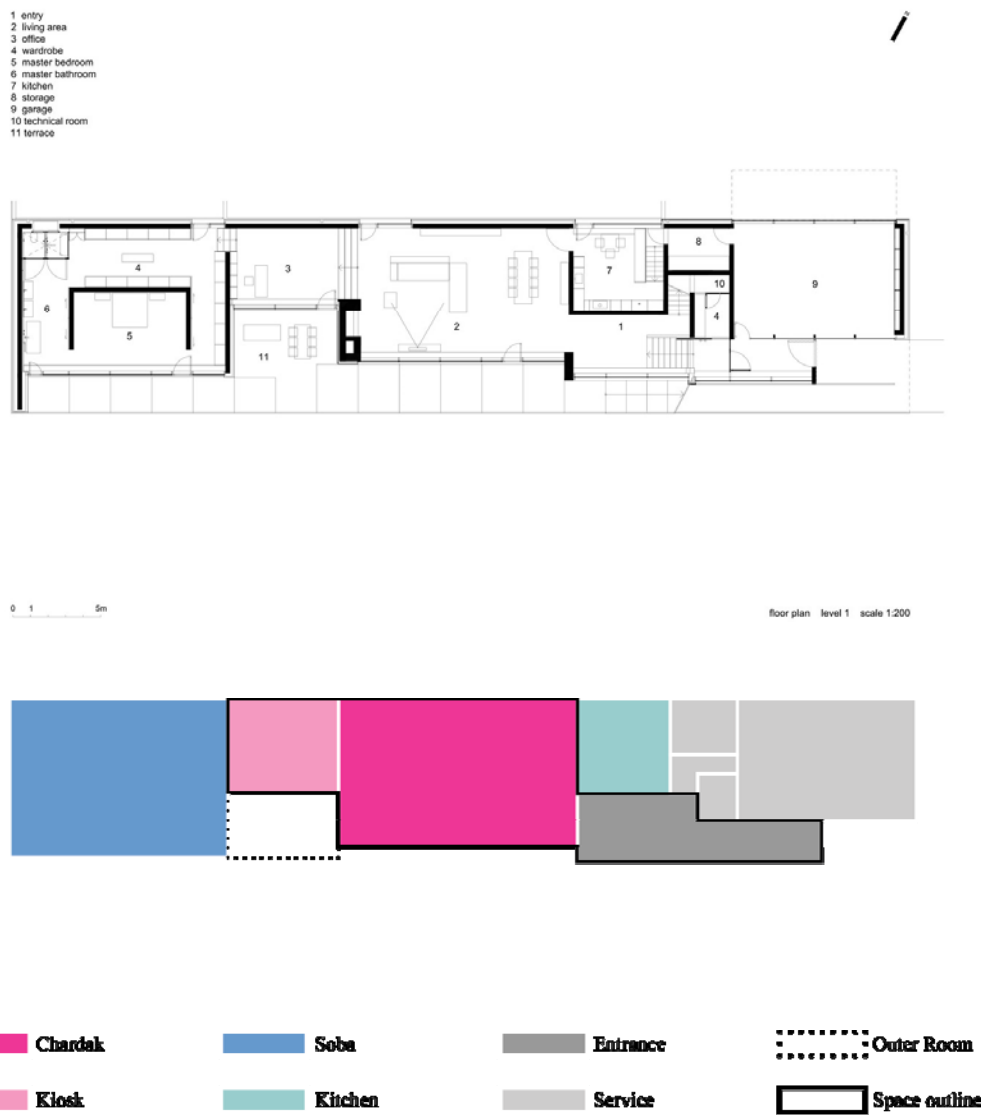 1 entry
2 living area
3 office
4 wardrobe
5 master bedroom
6 master bathroom
7 kitchen
8 storage
9 garage
10 technical room
11 terrace
8
4
3
7
10
9
6
5
11
2
1
4
0 1 5m
floor plan level 1 scale 1:200
Chardak Soba Entrance Outer Room
Kiosk Kitchen Service Space outline